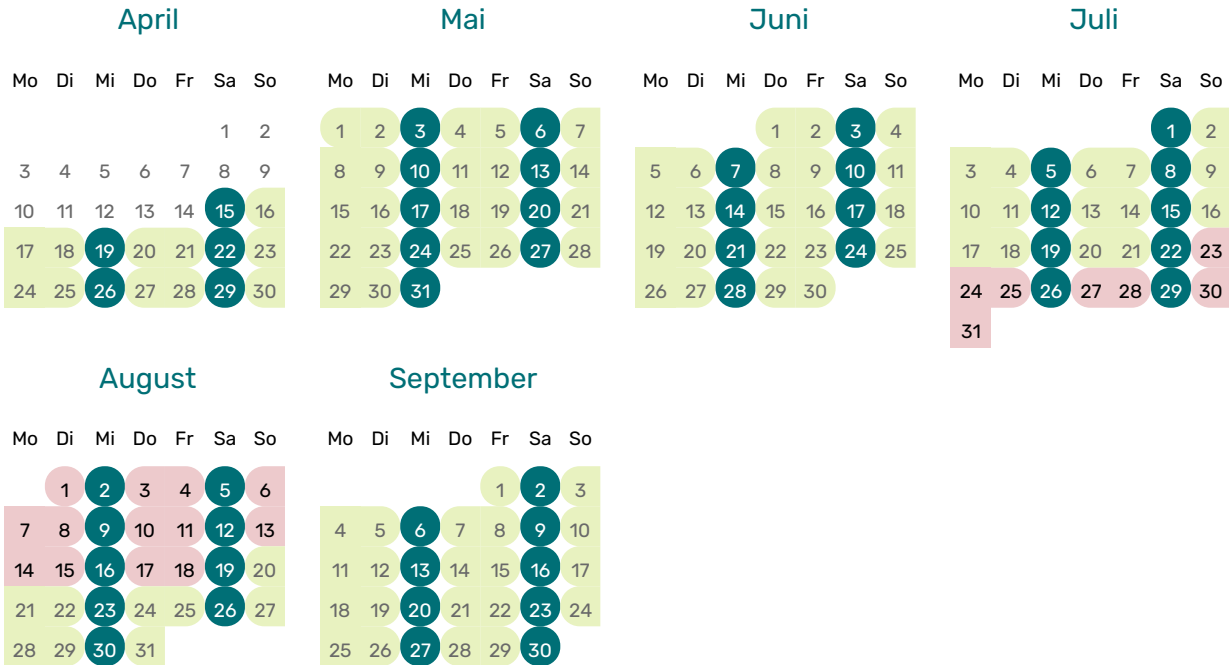 April Mai Juni Juli
Mo Di Mi Do Fr Sa So Mo Di Mi Do Fr Sa So Mo Di Mi Do Fr Sa So Mo Di Mi Do Fr Sa So
1 2 1 2 3 4 5 6 7 1 2 3 4 1 2
3 4 5 6 7 8 9 8 9 10 11 12 13 14 5 6 7 8 9 10 11 3 4 5 6 7 8 9
10 11 12 13 14 15 16 15 16 17 18 19 20 21 12 13 14 15 16 17 18 10 11 12 13 14 15 16
17 18 19 20 21 22 23 22 23 24 25 26 27 28 19 20 21 22 23 24 25 17 18 19 20 21 22 23
24 25 26 27 28 29 30 29 30 31 26 27 28 29 30 24 25 26 27 28 29 30
31
August September
Mo Di Mi Do Fr Sa So Mo Di Mi Do Fr Sa So
1 2 3 4 5 6 1 2 3
7 8 9 10 11 12 13 4 5 6 7 8 9 10
14 15 16 17 18 19 20 11 12 13 14 15 16 17
21 22 23 24 25 26 27 18 19 20 21 22 23 24
28 29 30 31 25 26 27 28 29 30